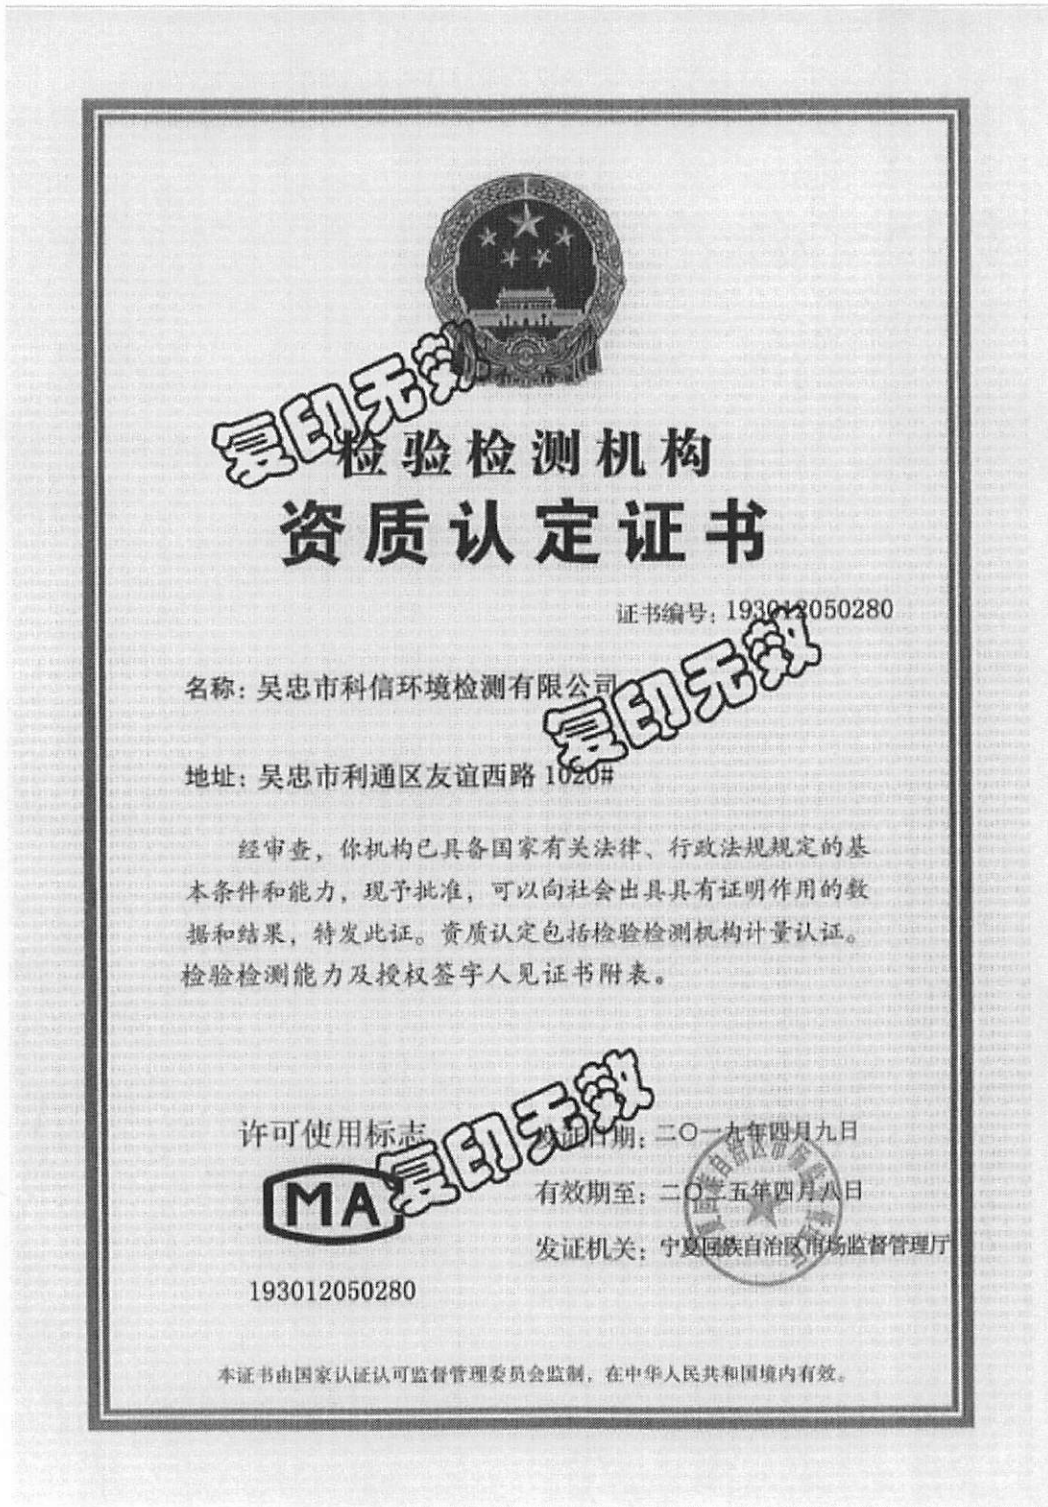 复印无效
检验检测机构
资质认定证书
证书编号：193012050280
名称：吴忠市科信环境检测有限公司
复印无效
地址：吴忠市利通区友谊西路 1020#
经审查，你机构已具备国家有关法律、行政法规规定的基
本条件和能力，现予批准，可以向社会出具具有证明作用的数
据和结果，特发此证。资质认定包括检验检测机构计量认证。
检验检测能力及授权签字人见证书附表。
复印无效
许可使用标志
MA
193012050280
发证日期：二〇一九年四月九日
有效期至：二〇二五年四月八日
发证机关：宁夏回族自治区市场监督管理厅
本证书由国家认证认可监督管理委员会监制，在中华人民共和国境内有效。